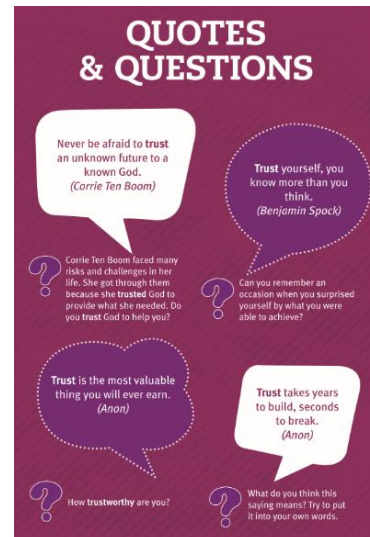 QUOTES
& QUESTIONS
Never be afraid to trust
an unknown future to a
known God.
(Corrie Ten Boom)
Corrie Ten Boom faced many
risks and challenges in her
life. She got through them
because she trusted God to
provide what she needed. Do
you trust God to help you?
Trust yourself, you
know more than you
think.
(Benjamin Spock)
Can you remember an
occasion when you surprised
yourself by what you were
able to achieve?
Trust is the most valuable
thing you will ever earn.
(Anon)
How trustworthy are you?
Trust takes years
to build, seconds
to break.
(Anon)
What do you think this
saying means? Try to put
it into your own words.